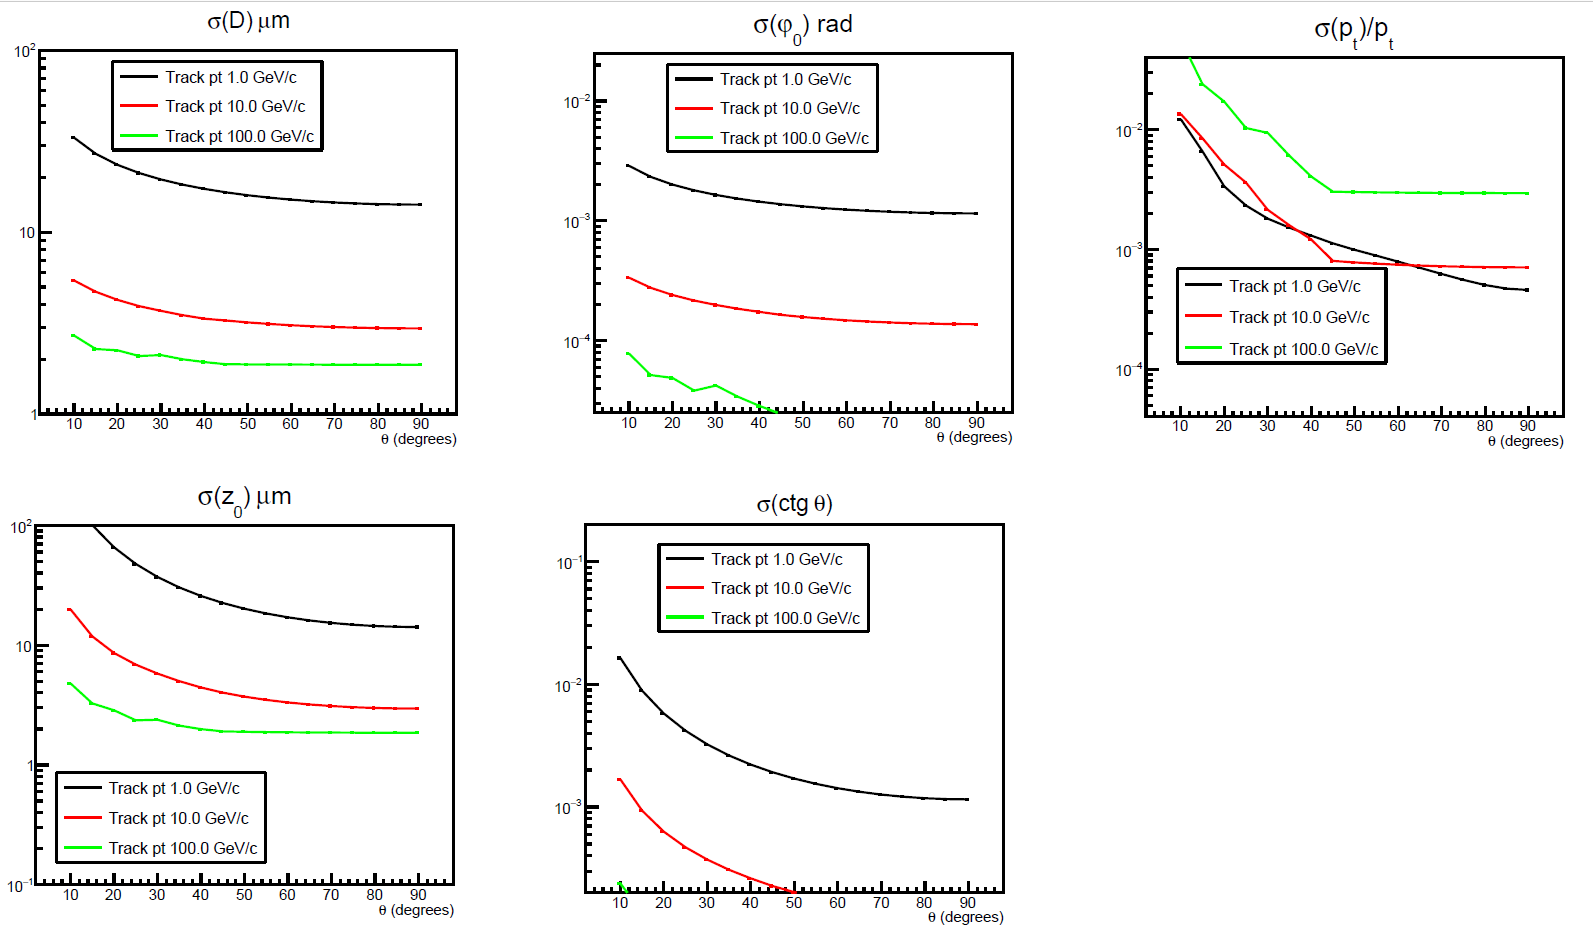 σ(D) μm
10²
10
1
Track pt 1.0 GeV/c
Track pt 10.0 GeV/c
Track pt 100.0 GeV/c
10 20 30 40 50 60 70 80 90
θ (degrees)
σ(φ₀) rad
10⁻²
10⁻³
10⁻⁴
Track pt 1.0 GeV/c
Track pt 10.0 GeV/c
Track pt 100.0 GeV/c
10 20 30 40 50 60 70 80 90
θ (degrees)
σ(pₜ)/pₜ
10⁻²
10⁻³
10⁻⁴
Track pt 1.0 GeV/c
Track pt 10.0 GeV/c
Track pt 100.0 GeV/c
10 20 30 40 50 60 70 80 90
θ (degrees)
σ(z₀) μm
10²
10
1
10⁻¹
Track pt 1.0 GeV/c
Track pt 10.0 GeV/c
Track pt 100.0 GeV/c
10 20 30 40 50 60 70 80 90
θ (degrees)
σ(ctg θ)
10⁻¹
10⁻²
10⁻³
Track pt 1.0 GeV/c
Track pt 10.0 GeV/c
Track pt 100.0 GeV/c
10 20 30 40 50 60 70 80 90
θ (degrees)